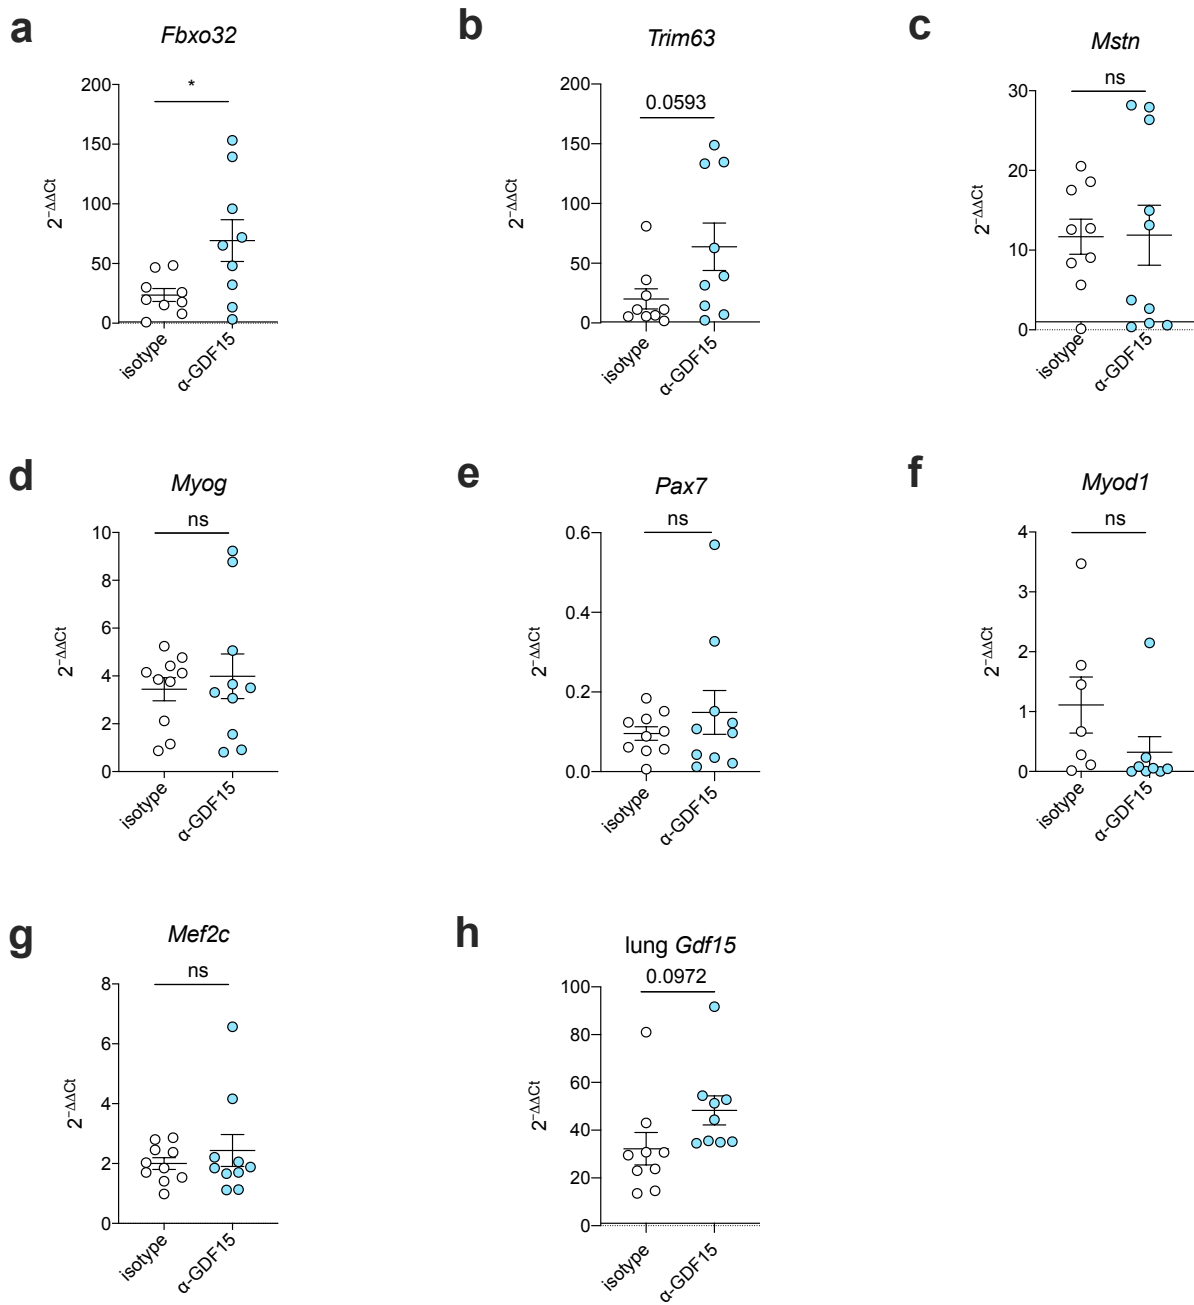 a
Fbxo32
200
150
100
50
0
2⁻ΔΔCt
*
isotype
α-GDF15
b
Trim63
200
150
100
50
0
2⁻ΔΔCt
0.0593
isotype
α-GDF15
c
Mstn
30
20
10
0
2⁻ΔΔCt
ns
isotype
α-GDF15
d
Myog
10
8
6
4
2
0
2⁻ΔΔCt
ns
isotype
α-GDF15
e
Pax7
0.6
0.4
0.2
0.0
2⁻ΔΔCt
ns
isotype
α-GDF15
f
Myod1
4
3
2
1
0
2⁻ΔΔCt
ns
isotype
α-GDF15
g
Mef2c
8
6
4
2
0
2⁻ΔΔCt
ns
isotype
α-GDF15
h
lung Gdf15
100
80
60
40
20
0
2⁻ΔΔCt
0.0972
isotype
α-GDF15